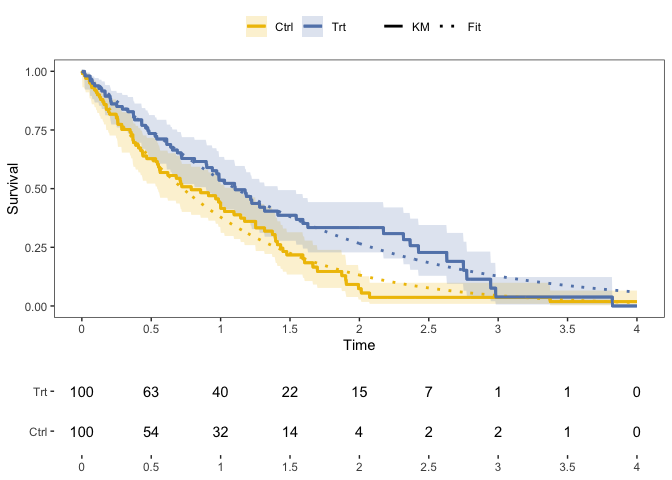 Ctrl Trt KM Fit
1.00
0.75
0.50
0.25
0.00
Survival
0 0.5 1 1.5 2 2.5 3 3.5 4
Time
Trt 100 63 40 22 15 7 1 1 0
Ctrl 100 54 32 14 4 2 2 1 0
0 0.5 1 1.5 2 2.5 3 3.5 4